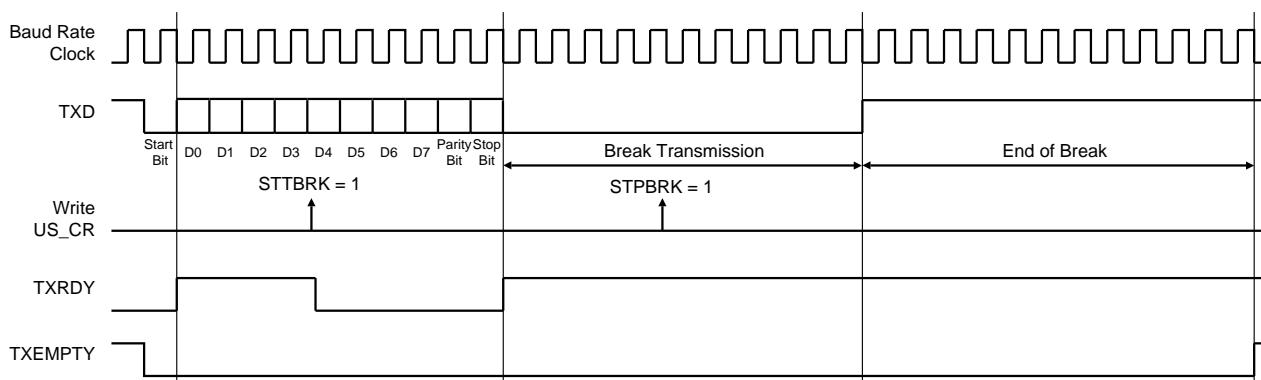 Baud Rate
Clock
TXD
Start
Bit
D0 D1 D2 D3 D4 D5 D6 D7
Parity
Bit
Stop
Bit
Break Transmission
End of Break
STTBRK = 1
STPBRK = 1
Write
US_CR
TXRDY
TXEMPTY